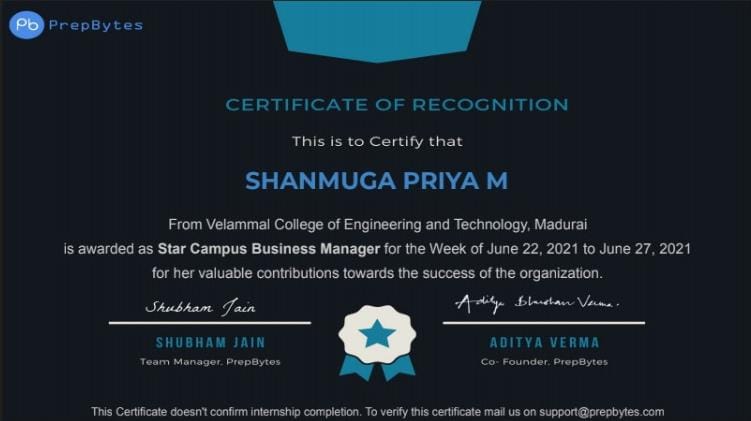 Pb PrepBytes
CERTIFICATE OF RECOGNITION
This is to Certify that
SHANMUGA PRIYA M
From Velammal College of Engineering and Technology, Madurai
is awarded as Star Campus Business Manager for the Week of June 22, 2021 to June 27, 2021
for her valuable contributions towards the success of the organization.
Shubham Jain
Aditya Bhushan Verma.
SHUBHAM JAIN
ADITYA VERMA
Team Manager, PrepBytes
Co- Founder, PrepBytes
This Certificate doesn't confirm internship completion. To verify this certificate mail us on support@prepbytes.com